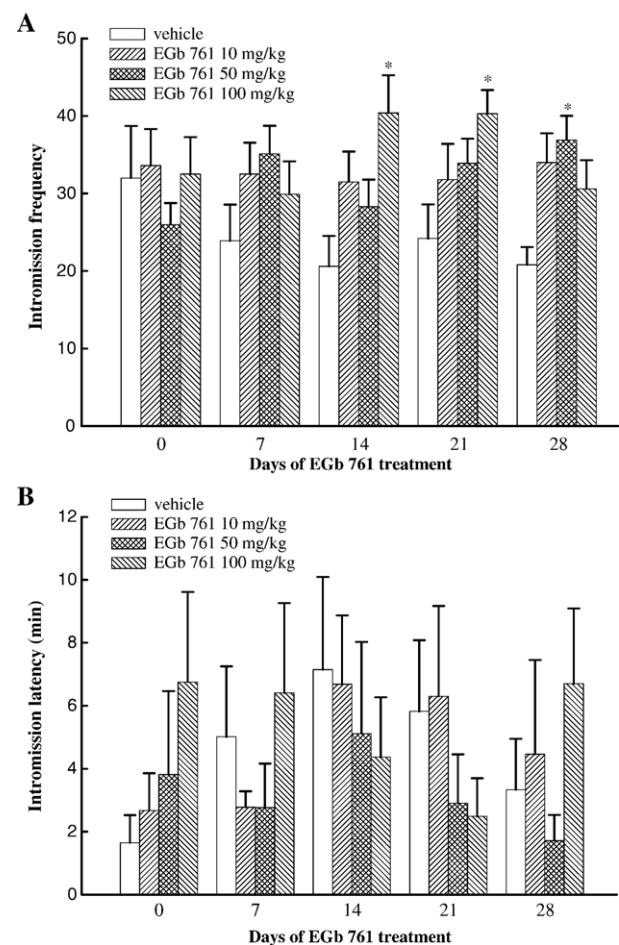 A
vehicle
EGb 761 10 mg/kg
EGb 761 50 mg/kg
EGb 761 100 mg/kg
50
40
30
20
10
0
Intromission frequency
*
*
*
0 7 14 21 28
Days of EGb 761 treatment
B
vehicle
EGb 761 10 mg/kg
EGb 761 50 mg/kg
EGb 761 100 mg/kg
12
10
8
6
4
2
0
Intromission latency (min)
0 7 14 21 28
Days of EGb 761 treatment